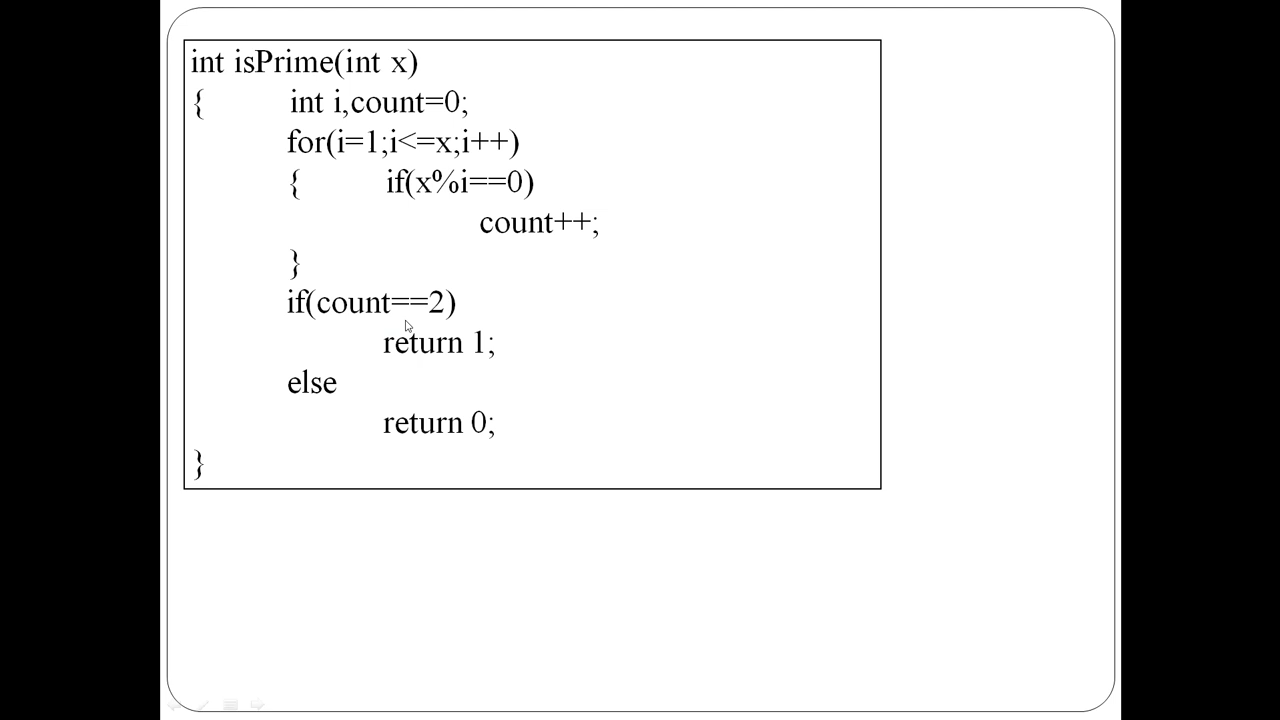 int isPrime(int x)
{ int i,count=0;
for(i=1;i<=x;i++)
{ if(x%i==0)
count++;
}
if(count==2)
return 1;
else
return 0;
}